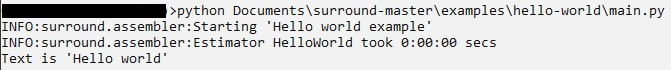 >python Documents\surround-master\examples\hello-world\main.py
INFO:surround.assembler:Starting 'Hello world example'
INFO:surround.assembler:Estimator HelloWorld took 0:00:00 secs
Text is 'Hello world'